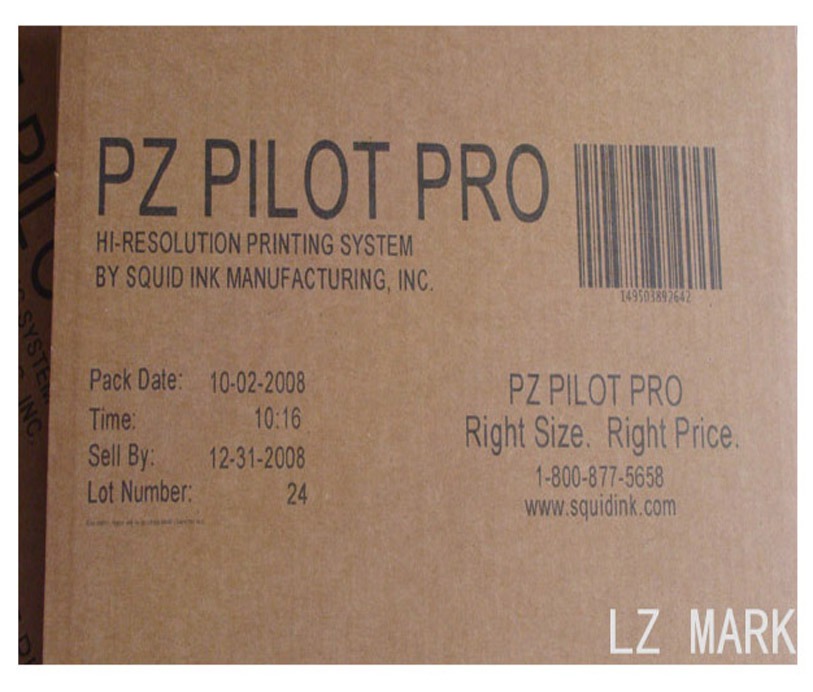 PZ PILOT PRO
HI-RESOLUTION PRINTING SYSTEM
BY SQUID INK MANUFACTURING, INC.
149503892642
Pack Date: 10-02-2008
Time: 10:16
Sell By: 12-31-2008
Lot Number: 24
PZ PILOT PRO
Right Size. Right Price.
1-800-877-5658
www.squidink.com
LZ MARK